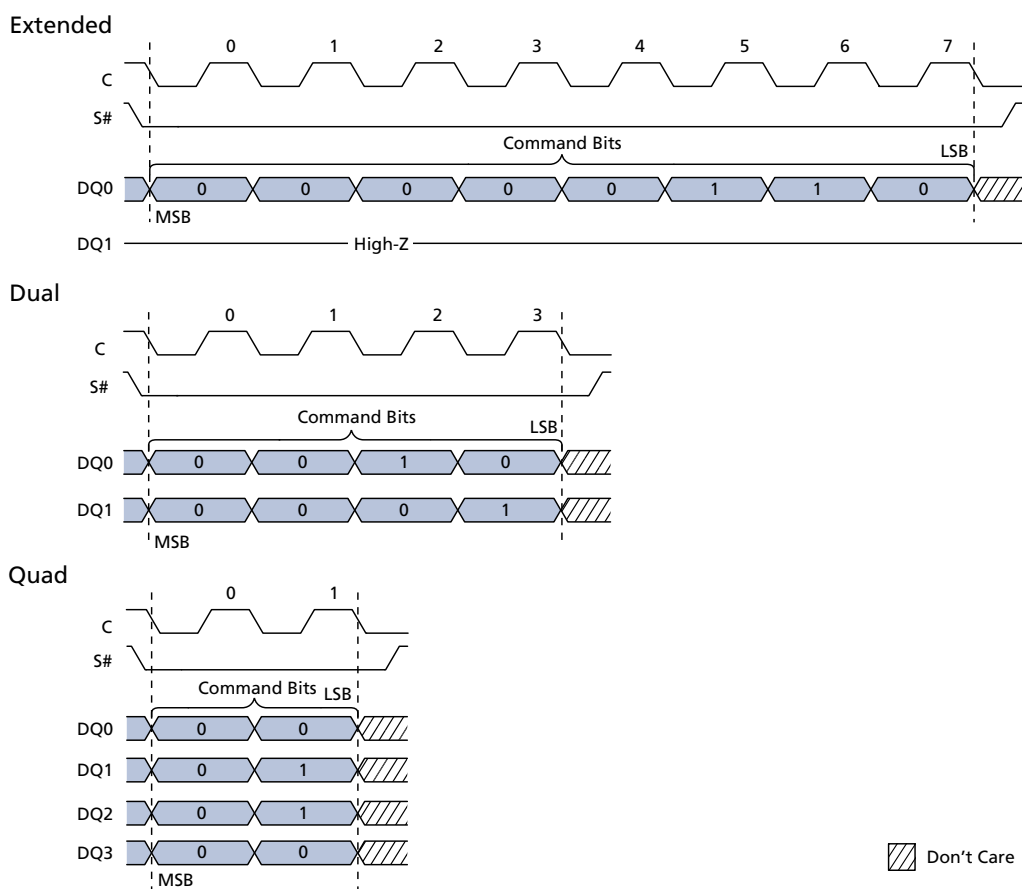 Extended
0 1 2 3 4 5 6 7
C
S#
Command Bits
LSB
DQ0 0 0 0 0 0 1 1 0
MSB
DQ1 High-Z
Dual
0 1 2 3
C
S#
Command Bits
LSB
DQ0 0 0 1 0
DQ1 0 0 0 1
MSB
Quad
0 1
C
S#
Command Bits LSB
DQ0 0 0
DQ1 0 1
DQ2 0 1
DQ3 0 0
MSB
Don't Care